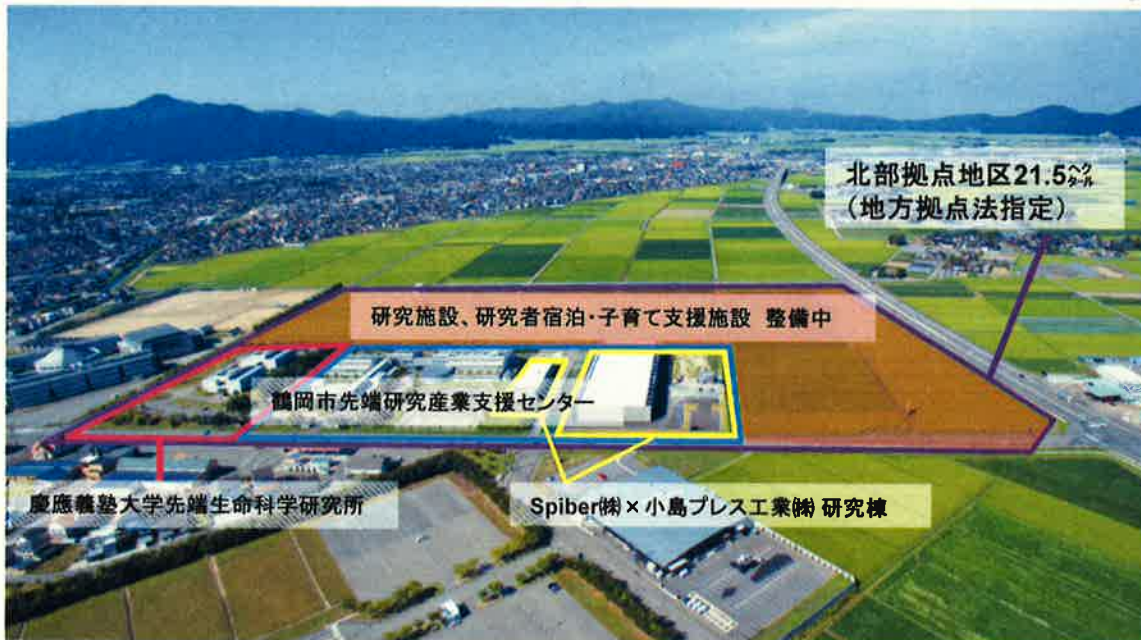 北部拠点地区21.5ヘクタール
（地方拠点法指定）
研究施設、研究者宿泊・子育て支援施設 整備中
鶴岡市先端研究産業支援センター
慶應義塾大学先端生命科学研究所
Spiber㈱×小島プレス工業㈱ 研究棟